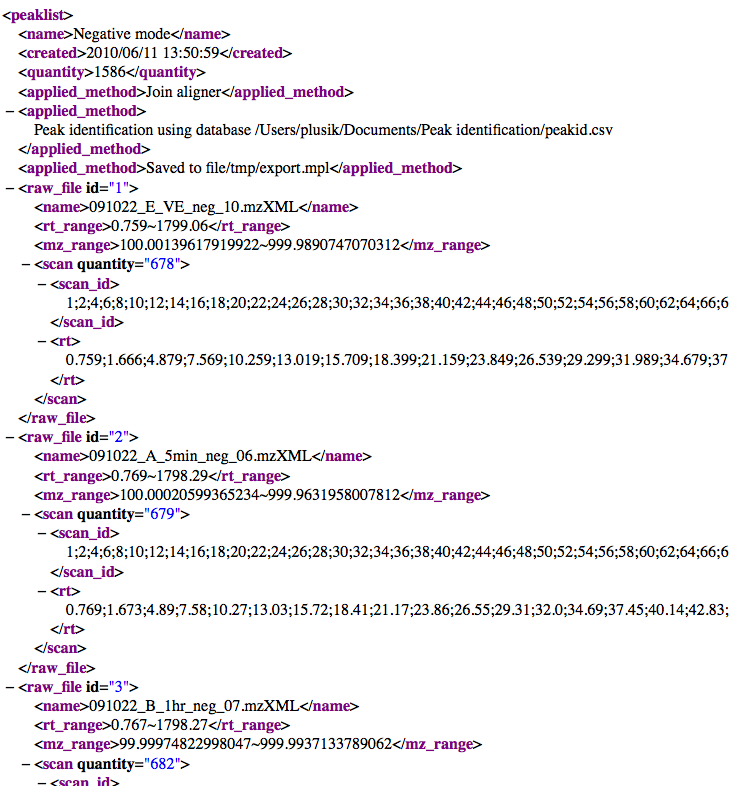 <peaklist>
<name>Negative mode</name>
<created>2010/06/11 13:50:59</created>
<quantity>1586</quantity>
<applied_method>Join aligner</applied_method>
– <applied_method>
Peak identification using database /Users/plusik/Documents/Peak identification/peakid.csv
</applied_method>
<applied_method>Saved to file/tmp/export.mpl</applied_method>
– <raw_file id="1">
<name>091022_E_VE_neg_10.mzXML</name>
<rt_range>0.759~1799.06</rt_range>
<mz_range>100.00139617919922~999.9890747070312</mz_range>
– <scan quantity="678">
– <scan_id>
1;2;4;6;8;10;12;14;16;18;20;22;24;26;28;30;32;34;36;38;40;42;44;46;48;50;52;54;56;58;60;62;64;66;6
</scan_id>
– <rt>
0.759;1.666;4.879;7.569;10.259;13.019;15.709;18.399;21.159;23.849;26.539;29.299;31.989;34.679;37
</rt>
</scan>
</raw_file>
– <raw_file id="2">
<name>091022_A_5min_neg_06.mzXML</name>
<rt_range>0.769~1798.29</rt_range>
<mz_range>100.00020599365234~999.9631958007812</mz_range>
– <scan quantity="679">
– <scan_id>
1;2;4;6;8;10;12;14;16;18;20;22;24;26;28;30;32;34;36;38;40;42;44;46;48;50;52;54;56;58;60;62;64;66;6
</scan_id>
– <rt>
0.769;1.673;4.89;7.58;10.27;13.03;15.72;18.41;21.17;23.86;26.55;29.31;32.0;34.69;37.45;40.14;42.83;
</rt>
</scan>
</raw_file>
– <raw_file id="3">
<name>091022_B_1hr_neg_07.mzXML</name>
<rt_range>0.767~1798.27</rt_range>
<mz_range>99.99974822998047~999.9937133789062</mz_range>
– <scan quantity="682">
– <scan_id>